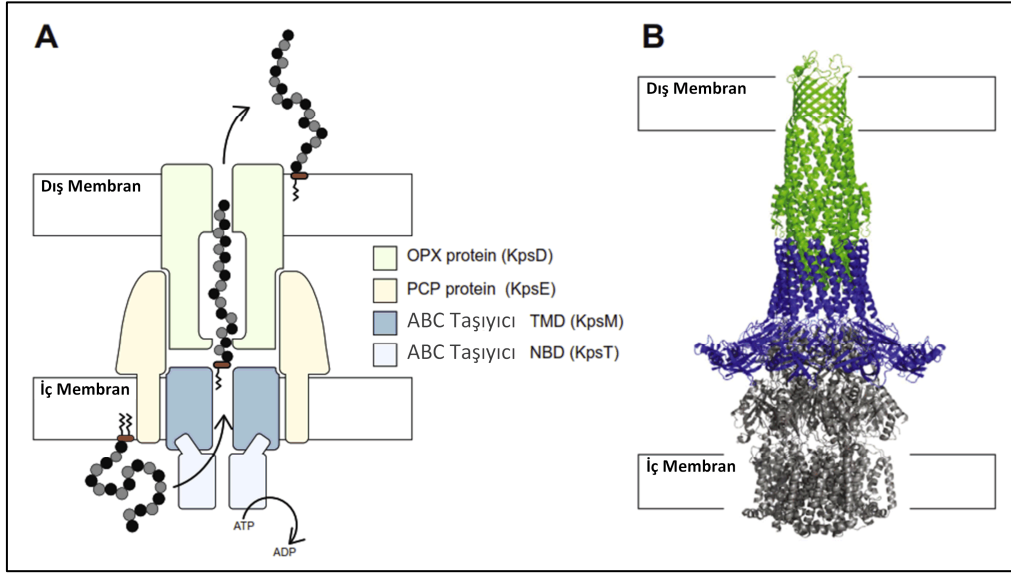 A
Dış Membran
OPX protein (KpsD)
PCP protein (KpsE)
ABC Taşıyıcı TMD (KpsM)
ABC Taşıyıcı NBD (KpsT)
İç Membran
ATP
ADP
B
Dış Membran
İç Membran